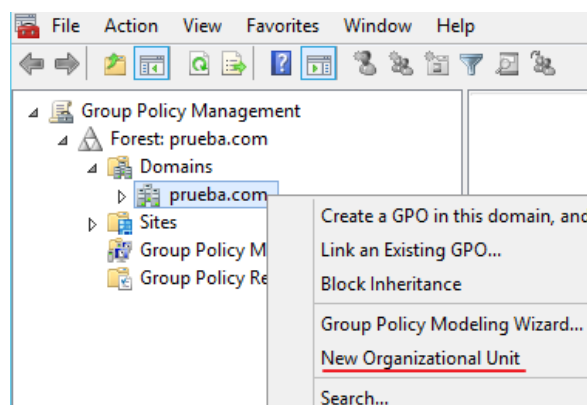 File Action View Favorites Window Help
Group Policy Management
Forest: prueba.com
Domains
prueba.com
Sites
Group Policy M
Group Policy Re
Create a GPO in this domain, and
Link an Existing GPO...
Block Inheritance
Group Policy Modeling Wizard...
New Organizational Unit
Search...